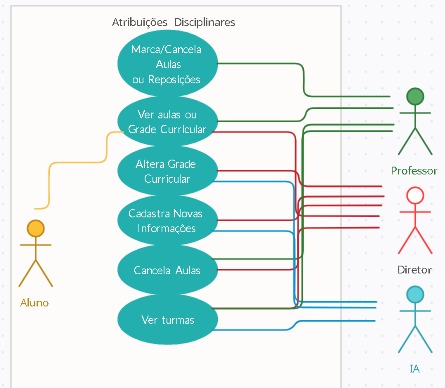 Atribuições Disciplinares
Marca/Cancela
Aulas
ou Reposições
Ver aulas ou
Grade Curricular
Altera Grade
Curricular
Cadastra Novas
Informações
Cancela Aulas
Ver turmas
Aluno
Professor
Diretor
IA